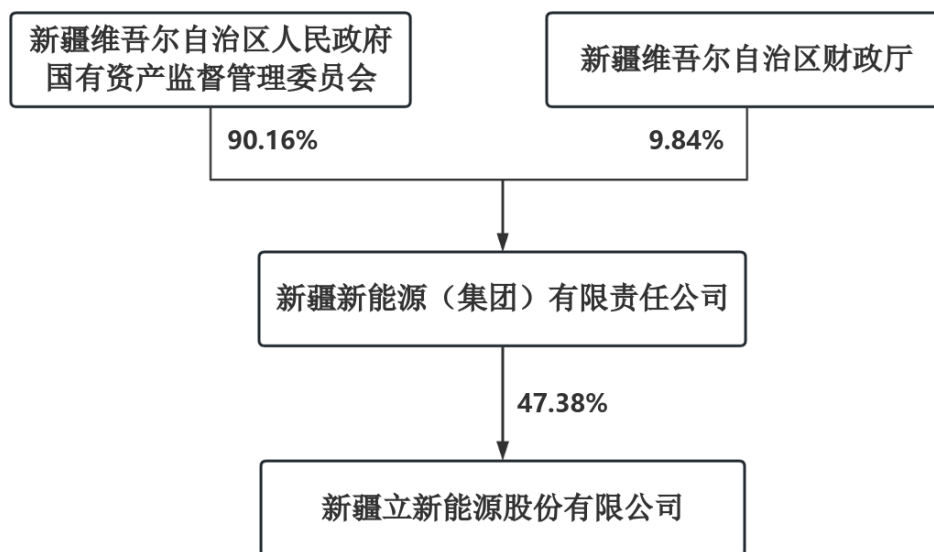 新疆维吾尔自治区人民政府
国有资产监督管理委员会
新疆维吾尔自治区财政厅
90.16%
9.84%
新疆新能源（集团）有限责任公司
47.38%
新疆立新能源股份有限公司